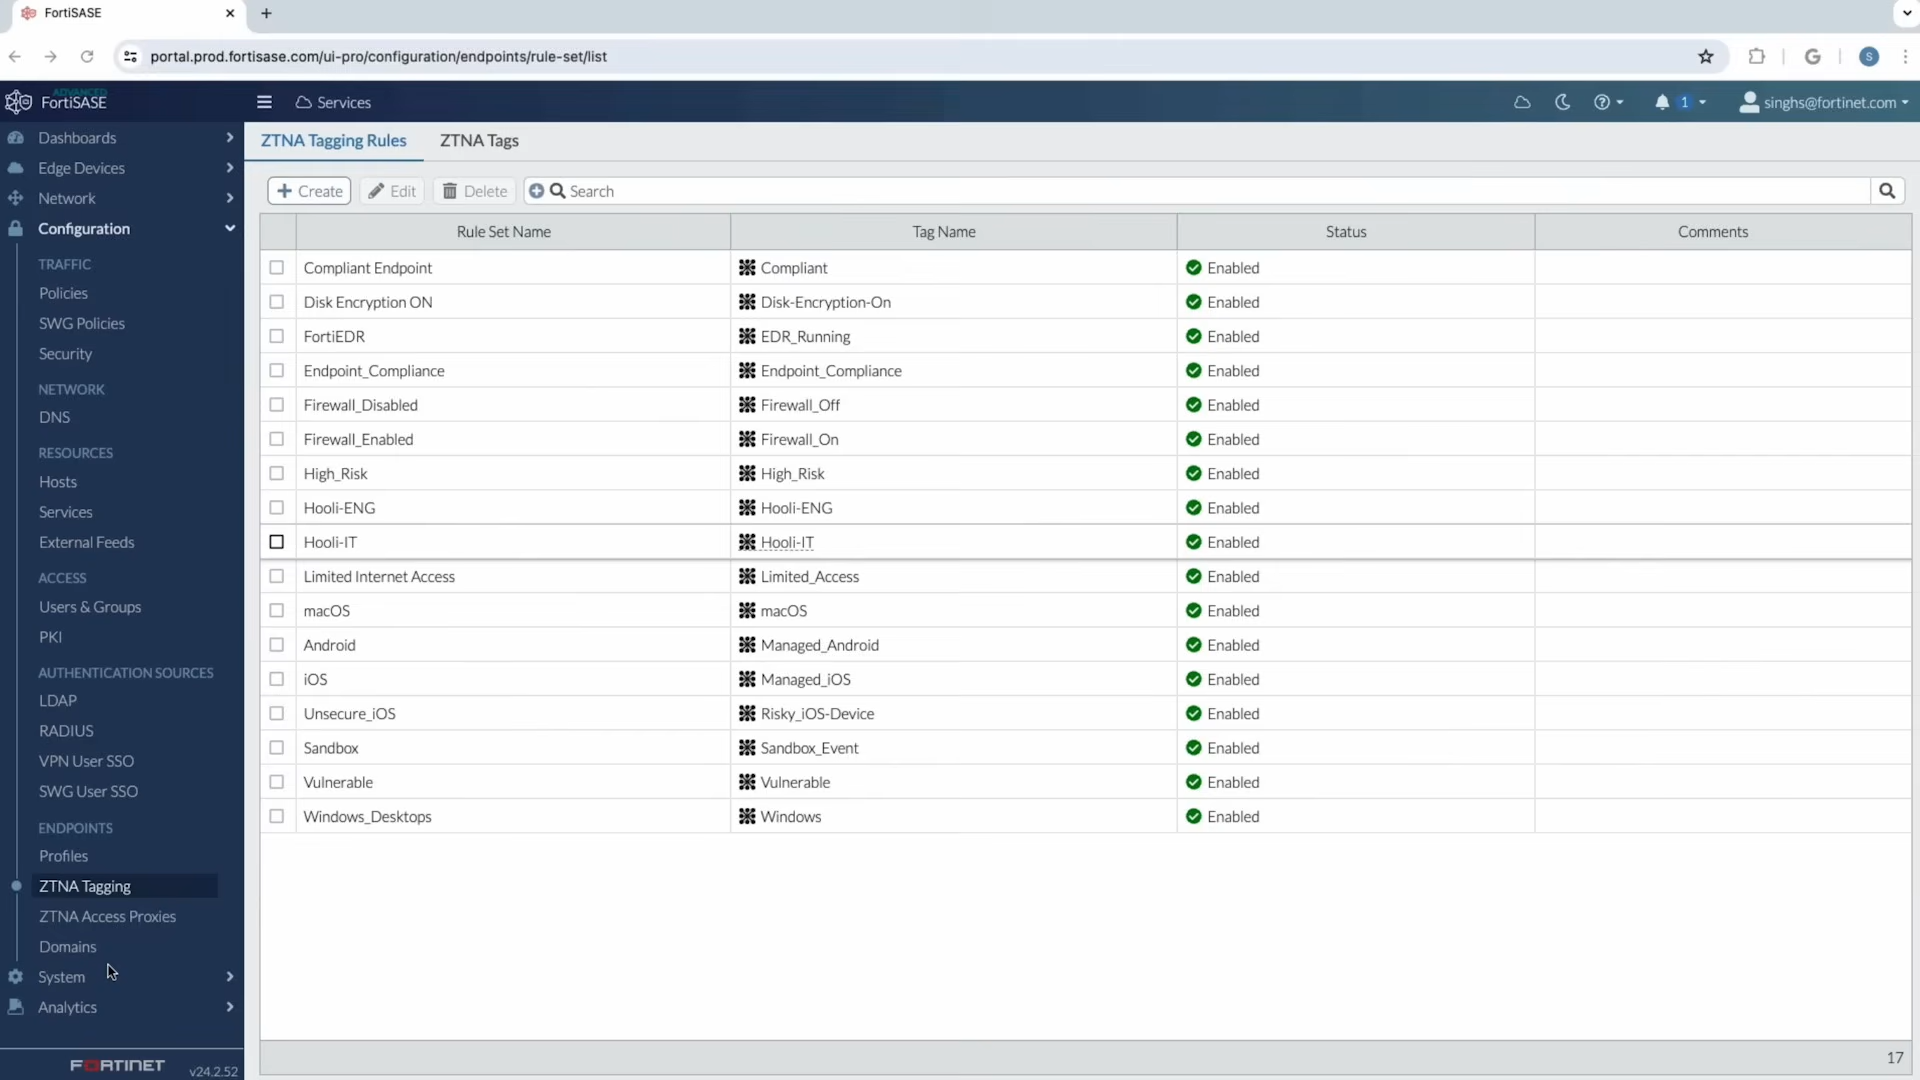 FortiSASE
portal.prod.fortisase.com/ui-pro/configuration/endpoints/rule-set/list
S
ADVANCED
FortiSASE
Services
1
singhs@fortinet.com
Dashboards
Edge Devices
Network
Configuration
TRAFFIC
Policies
SWG Policies
Security
NETWORK
DNS
RESOURCES
Hosts
Services
External Feeds
ACCESS
Users & Groups
PKI
AUTHENTICATION SOURCES
LDAP
RADIUS
VPN User SSO
SWG User SSO
ENDPOINTS
Profiles
ZTNA Tagging
ZTNA Access Proxies
Domains
System
Analytics
FORTINET v24.2.52
ZTNA Tagging Rules ZTNA Tags
Create Edit Delete Search
Rule Set Name Tag Name Status Comments
Compliant Endpoint Compliant Enabled
Disk Encryption ON Disk-Encryption-On Enabled
FortiEDR EDR_Running Enabled
Endpoint_Compliance Endpoint_Compliance Enabled
Firewall_Disabled Firewall_Off Enabled
Firewall_Enabled Firewall_On Enabled
High_Risk High_Risk Enabled
Hooli-ENG Hooli-ENG Enabled
Hooli-IT Hooli-IT Enabled
Limited Internet Access Limited_Access Enabled
macOS macOS Enabled
Android Managed_Android Enabled
iOS Managed_iOS Enabled
Unsecure_iOS Risky_iOS-Device Enabled
Sandbox Sandbox_Event Enabled
Vulnerable Vulnerable Enabled
Windows_Desktops Windows Enabled
17